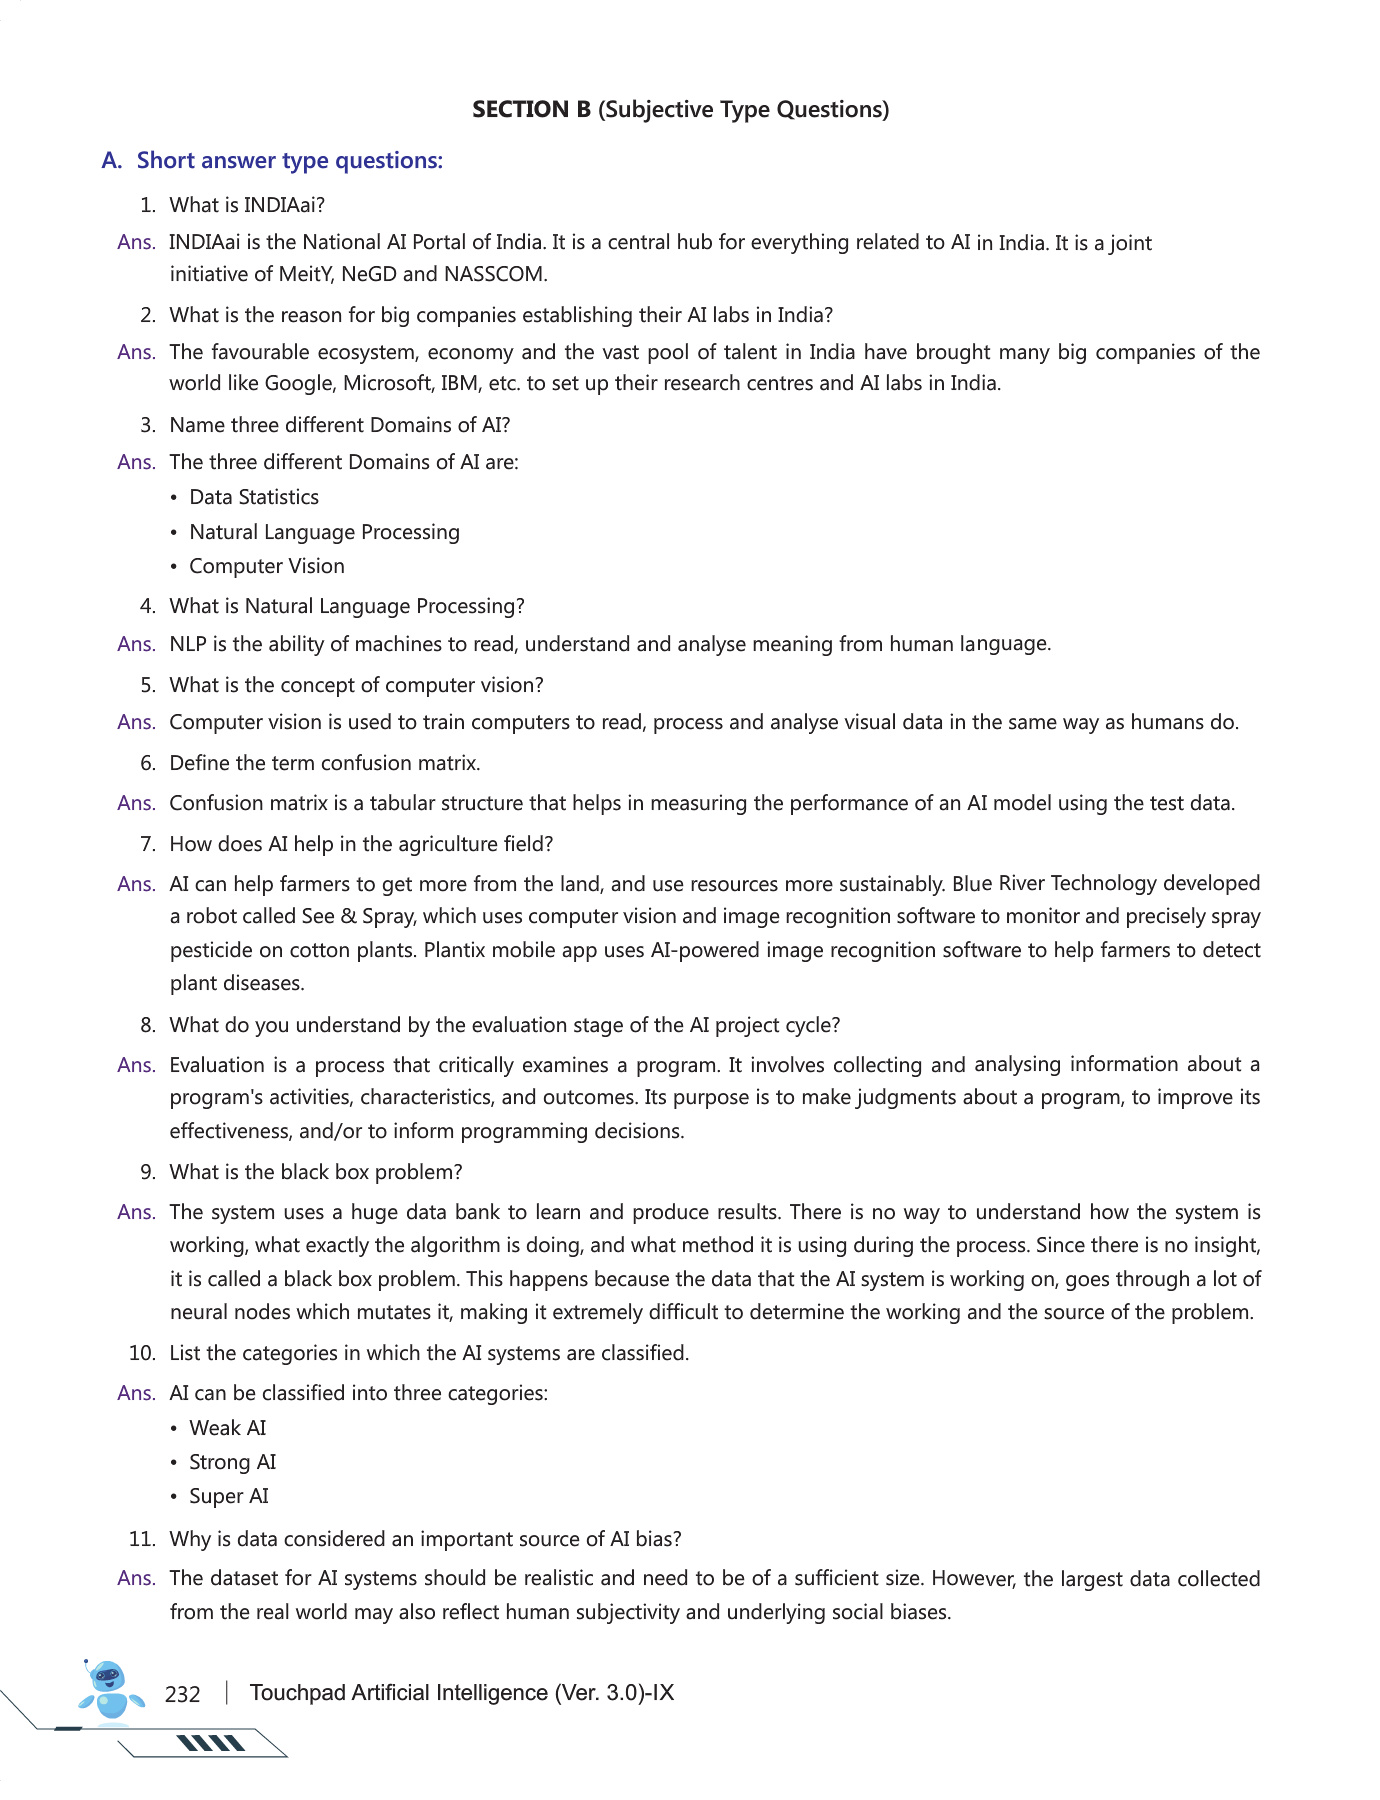 SECTION B (Subjective Type Questions)
A. Short answer type questions:
1. What is INDIAai?
Ans. INDIAai is the National AI Portal of India. It is a central hub for everything related to AI in India. It is a joint
initiative of MeitY, NeGD and NASSCOM.
2. What is the reason for big companies establishing their AI labs in India?
Ans. The favourable ecosystem, economy and the vast pool of talent in India have brought many big companies of the
world like Google, Microsoft, IBM, etc. to set up their research centres and AI labs in India.
3. Name three different Domains of AI?
Ans. The three different Domains of AI are:
• Data Statistics
• Natural Language Processing
• Computer Vision
4. What is Natural Language Processing?
Ans. NLP is the ability of machines to read, understand and analyse meaning from human language.
5. What is the concept of computer vision?
Ans. Computer vision is used to train computers to read, process and analyse visual data in the same way as humans do.
6. Define the term confusion matrix.
Ans. Confusion matrix is a tabular structure that helps in measuring the performance of an AI model using the test data.
7. How does AI help in the agriculture field?
Ans. AI can help farmers to get more from the land, and use resources more sustainably. Blue River Technology developed
a robot called See & Spray, which uses computer vision and image recognition software to monitor and precisely spray
pesticide on cotton plants. Plantix mobile app uses AI-powered image recognition software to help farmers to detect
plant diseases.
8. What do you understand by the evaluation stage of the AI project cycle?
Ans. Evaluation is a process that critically examines a program. It involves collecting and analysing information about a
program's activities, characteristics, and outcomes. Its purpose is to make judgments about a program, to improve its
effectiveness, and/or to inform programming decisions.
9. What is the black box problem?
Ans. The system uses a huge data bank to learn and produce results. There is no way to understand how the system is
working, what exactly the algorithm is doing, and what method it is using during the process. Since there is no insight,
it is called a black box problem. This happens because the data that the AI system is working on, goes through a lot of
neural nodes which mutates it, making it extremely difficult to determine the working and the source of the problem.
10. List the categories in which the AI systems are classified.
Ans. AI can be classified into three categories:
• Weak AI
• Strong AI
• Super AI
11. Why is data considered an important source of AI bias?
Ans. The dataset for AI systems should be realistic and need to be of a sufficient size. However, the largest data collected
from the real world may also reflect human subjectivity and underlying social biases.
232 | Touchpad Artificial Intelligence (Ver. 3.0)-IX